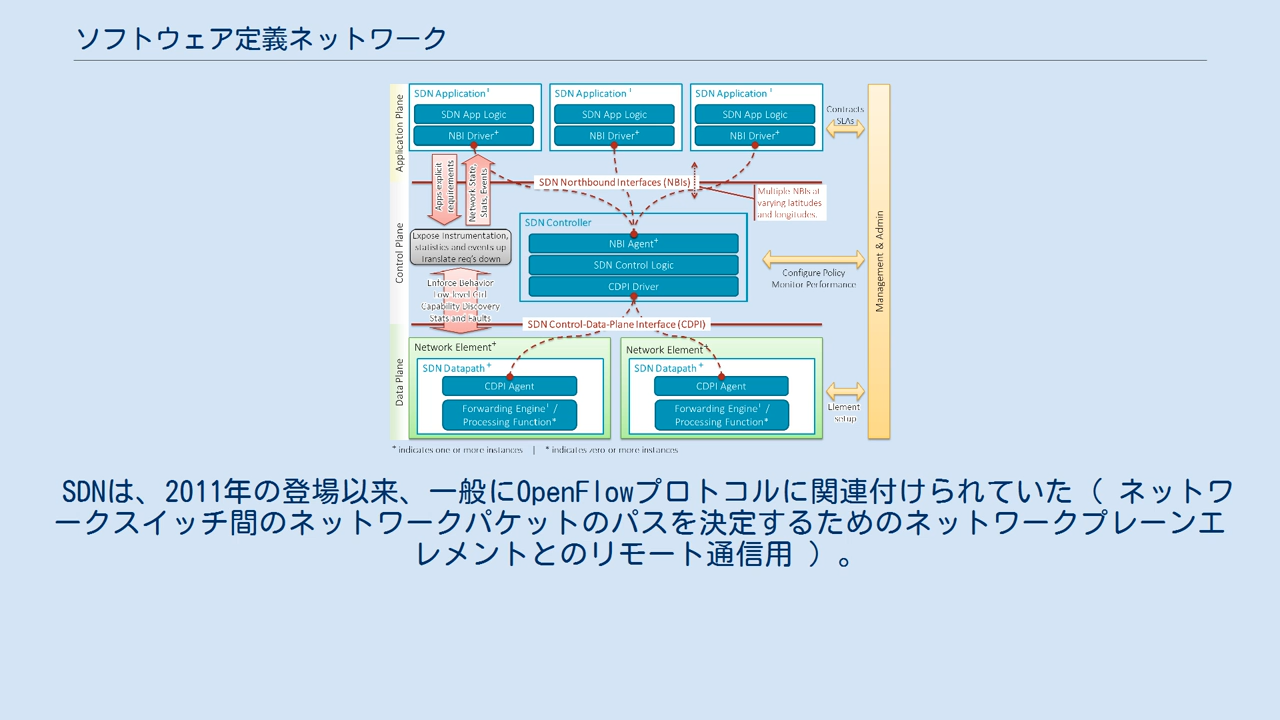 ソフトウェア定義ネットワーク
Application Plane
SDN Application⁺
SDN App Logic
NBI Driver⁺
SDN Application⁺
SDN App Logic
NBI Driver⁺
SDN Application⁺
SDN App Logic
NBI Driver⁺
Contracts
SLAs
Apps explicit
requirements
Network State,
Stats, Events
SDN Northbound Interfaces (NBIs)
Multiple NBIs at
varying latitudes
and longitudes.
Control Plane
Expose Instrumentation,
statistics and events up
Translate req's down
Enforce Behavior
Low-level Ctrl
Capability Discovery
Stats and Faults
SDN Controller
NBI Agent⁺
SDN Control Logic
CDPI Driver
Configure Policy
Monitor Performance
Management & Admin
SDN Control-Data-Plane Interface (CDPI)
Data Plane
Network Element⁺
SDN Datapath⁺
CDPI Agent
Forwarding Engine⁺ /
Processing Function*
Network Element⁺
SDN Datapath⁺
CDPI Agent
Forwarding Engine⁺ /
Processing Function*
Element
setup
⁺ indicates one or more instances | * indicates zero or more instances
SDNは、2011年の登場以来、一般にOpenFlowプロトコルに関連付けられていた（ ネットワ
ークスイッチ間のネットワークパケットのパスを決定するためのネットワークプレーンエ
レメントとのリモート通信用 ）。